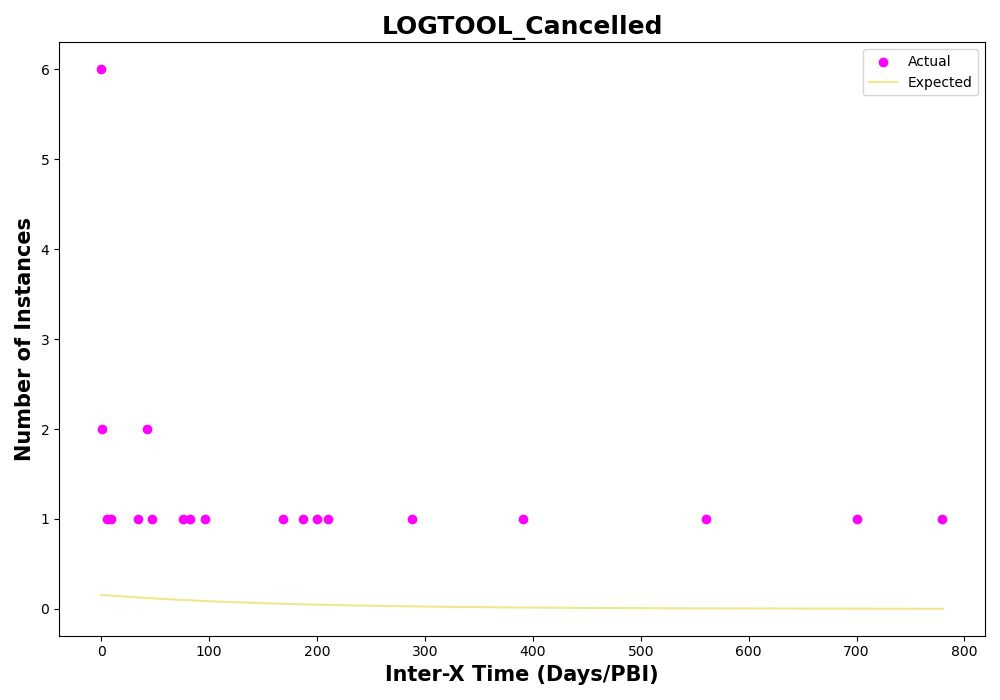 LOGTOOL_Cancelled
Actual
Expected
Number of Instances
6
5
4
3
2
1
0
0 100 200 300 400 500 600 700 800
Inter-X Time (Days/PBI)